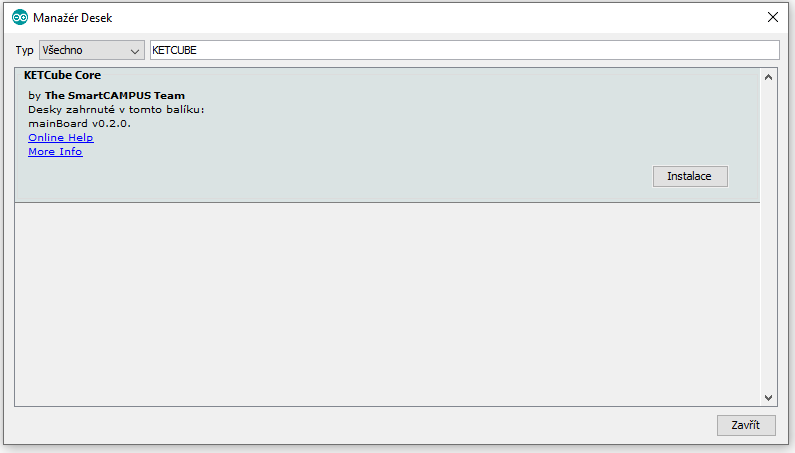 Manažér Desek
Typ Všechno KETCUBE
KETCube Core
by The SmartCAMPUS Team
Desky zahrnuté v tomto balíku:
mainBoard v0.2.0.
Online Help
More Info
Instalace
Zavřít